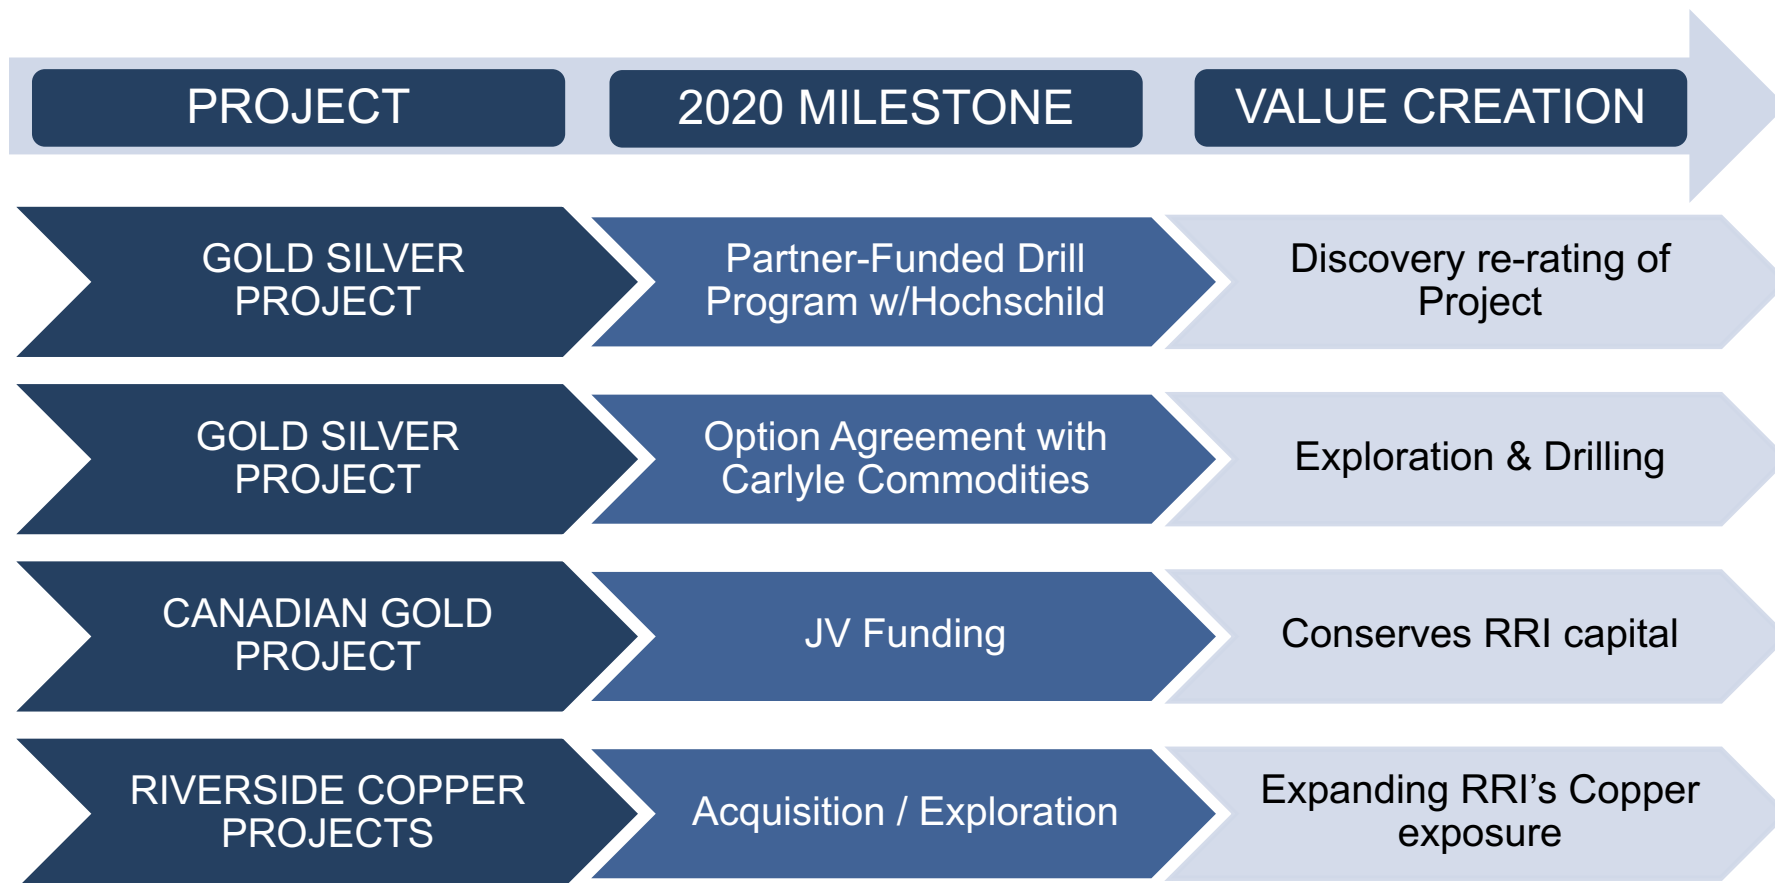 PROJECT
2020 MILESTONE
VALUE CREATION
GOLD SILVER
PROJECT
Partner-Funded Drill
Program w/Hochschild
Discovery re-rating of
Project
GOLD SILVER
PROJECT
Option Agreement with
Carlyle Commodities
Exploration & Drilling
CANADIAN GOLD
PROJECT
JV Funding
Conserves RRI capital
RIVERSIDE COPPER
PROJECTS
Acquisition / Exploration
Expanding RRI’s Copper
exposure